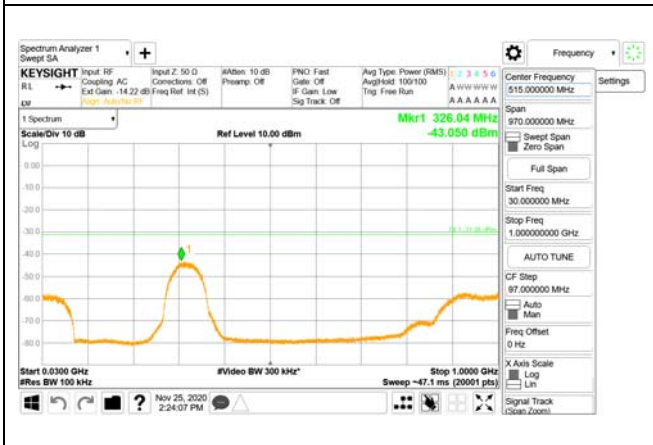 Spectrum Analyzer 1
Swept SA
Frequency
KEYSIGHT Input: RF Input Z: 50 Ω #Atten: 10 dB PNO: Fast Avg Type: Power (RMS) 1 2 3 4 5 6
RL Coupling: AC Corrections: Off Preamp: Off Gate: Off Avg|Hold: 100/100 A W W W W W
Ext Gain: -14.22 dB Freq Ref: Int (S) IF Gain: Low Trig: Free Run
Align: Auto/No RF Sig Track: Off A A A A A A
1 Spectrum
Mkr1 326.04 MHz
Scale/Div 10 dB Ref Level 10.00 dBm -43.050 dBm
Log
0.00
-10.0
-20.0
-30.0
-40.0
1
-50.0
-60.0
-70.0
-80.0
Start 0.0300 GHz #Video BW 300 kHz* Stop 1.0000 GHz
#Res BW 100 kHz Sweep ~47.1 ms (20001 pts)
Nov 25, 2020
2:24:07 PM
Center Frequency
515.000000 MHz
Settings
Span
970.000000 MHz
Swept Span
Zero Span
Full Span
Start Freq
30.000000 MHz
Stop Freq
1.000000000 GHz
AUTO TUNE
CF Step
97.000000 MHz
Auto
Man
Freq Offset
0 Hz
X Axis Scale
Log
Lin
Signal Track
(Span Zoom)